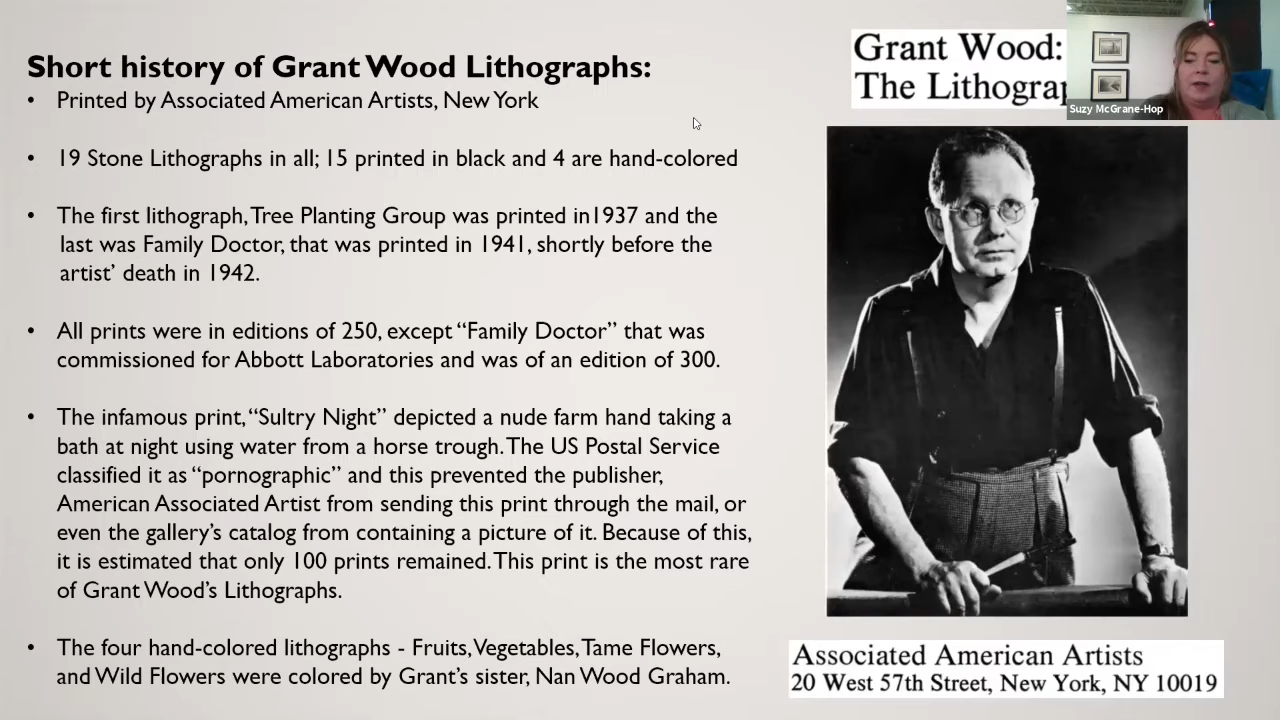 Short history of Grant Wood Lithographs:
• Printed by Associated American Artists, New York
• 19 Stone Lithographs in all; 15 printed in black and 4 are hand-colored
• The first lithograph, Tree Planting Group was printed in1937 and the
last was Family Doctor, that was printed in 1941, shortly before the
artist’ death in 1942.
• All prints were in editions of 250, except “Family Doctor” that was
commissioned for Abbott Laboratories and was of an edition of 300.
• The infamous print, “Sultry Night” depicted a nude farm hand taking a
bath at night using water from a horse trough. The US Postal Service
classified it as “pornographic” and this prevented the publisher,
American Associated Artist from sending this print through the mail, or
even the gallery’s catalog from containing a picture of it. Because of this,
it is estimated that only 100 prints remained. This print is the most rare
of Grant Wood’s Lithographs.
• The four hand-colored lithographs - Fruits, Vegetables, Tame Flowers,
and Wild Flowers were colored by Grant’s sister, Nan Wood Graham.
Grant Wood:
The Lithograp
Suzy McGrane-Hop
Associated American Artists
20 West 57th Street, New York, NY 10019